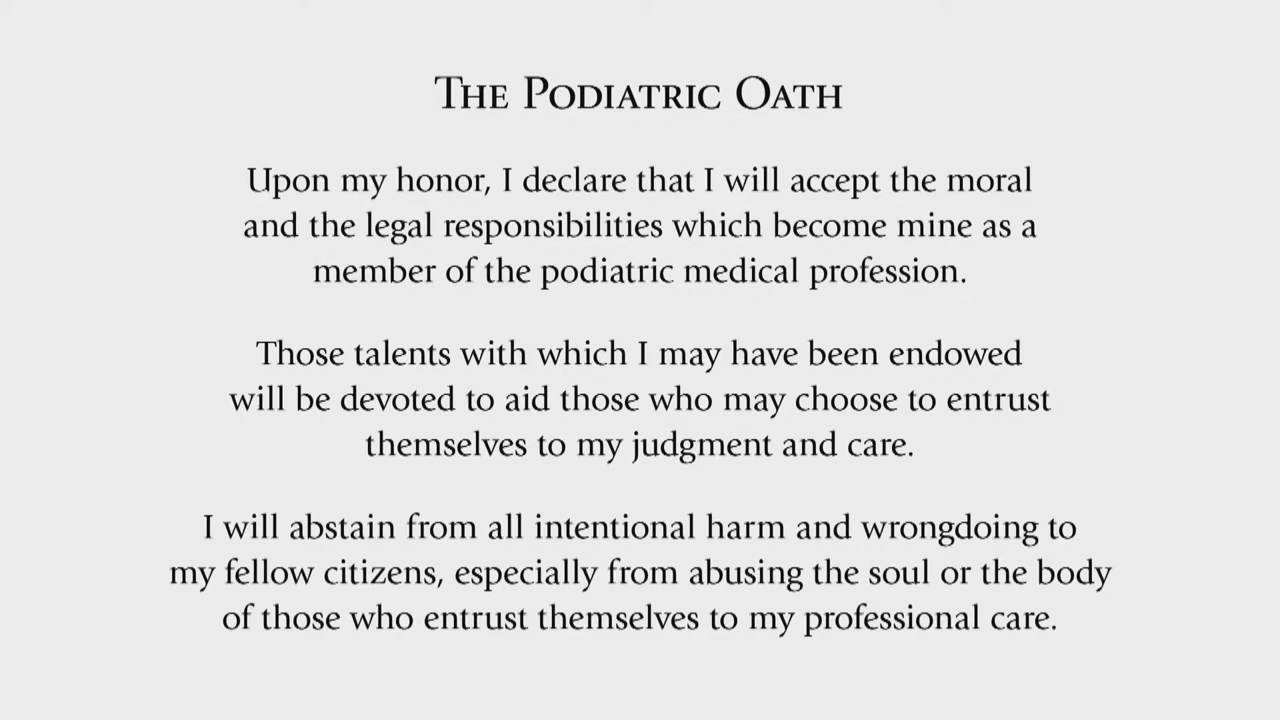 The Podiatric Oath
Upon my honor, I declare that I will accept the moral
and the legal responsibilities which become mine as a
member of the podiatric medical profession.
Those talents with which I may have been endowed
will be devoted to aid those who may choose to entrust
themselves to my judgment and care.
I will abstain from all intentional harm and wrongdoing to
my fellow citizens, especially from abusing the soul or the body
of those who entrust themselves to my professional care.